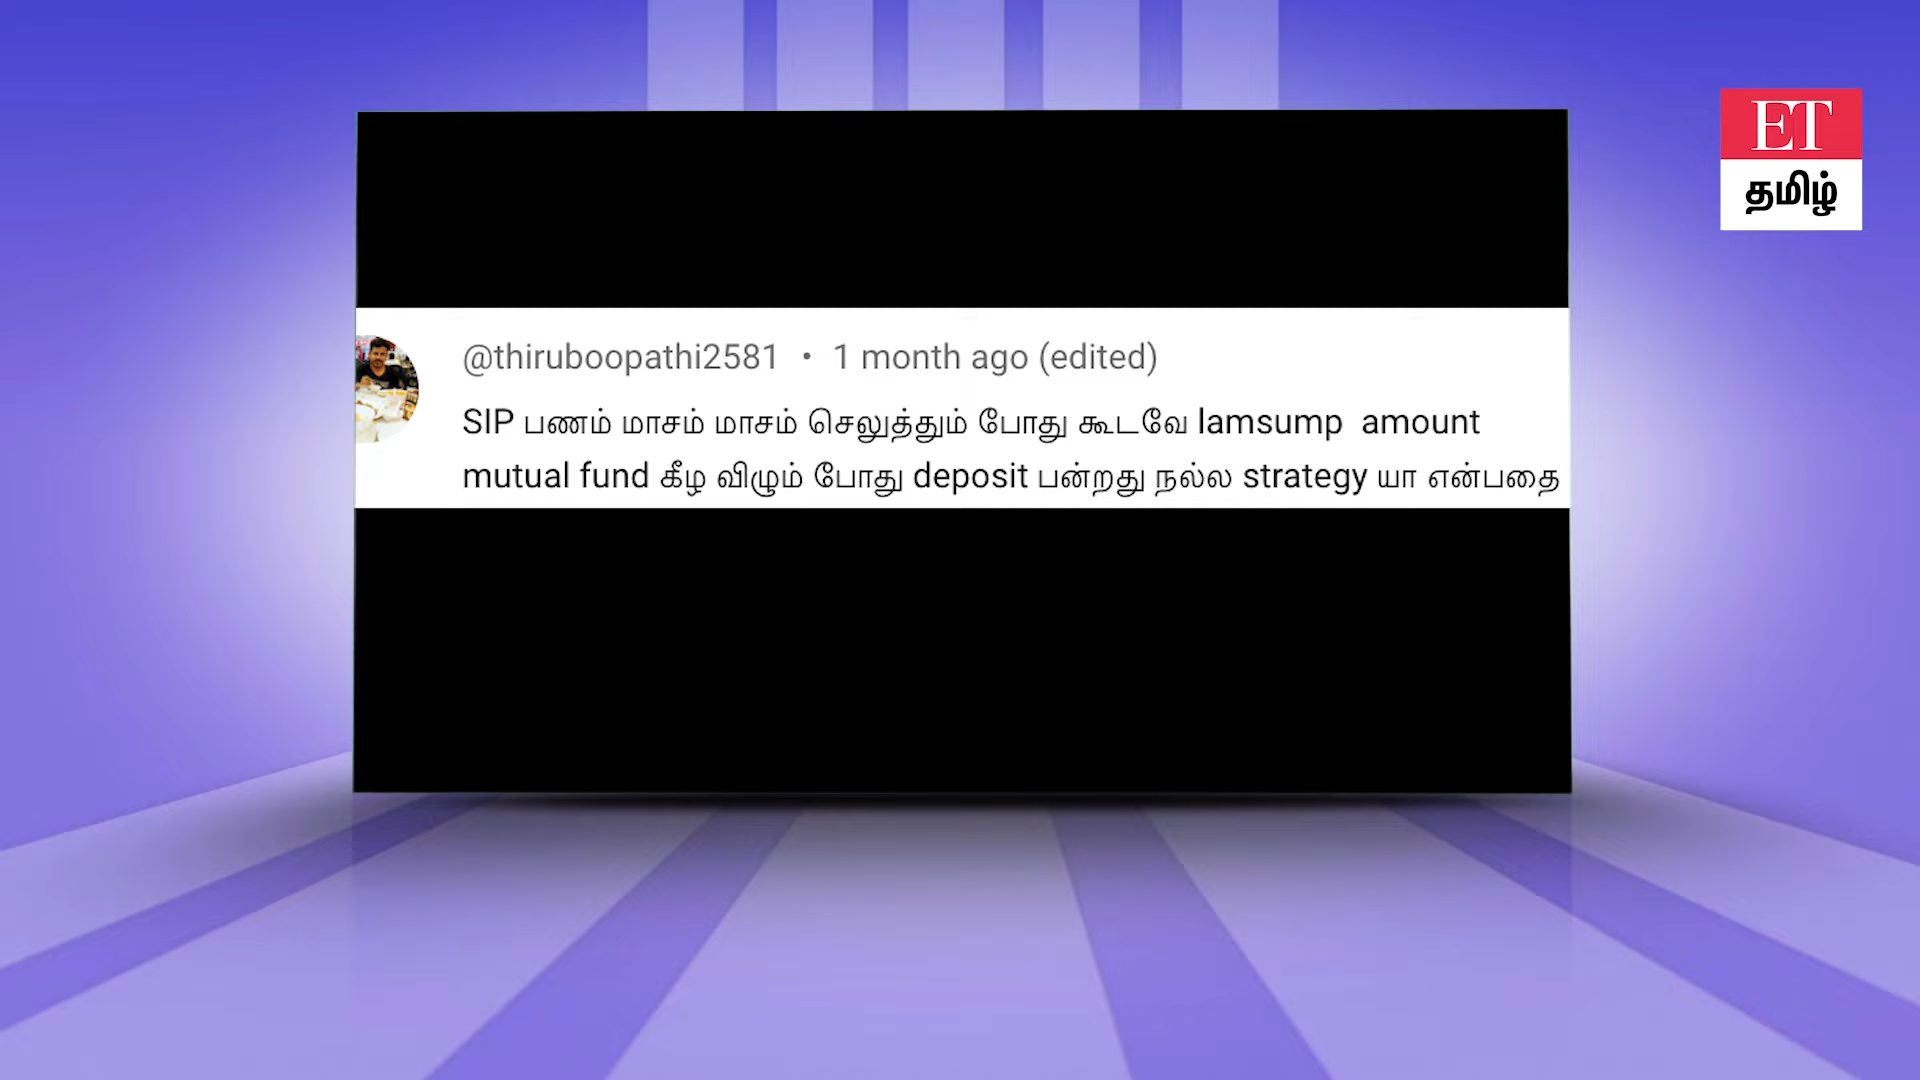 ET
தமிழ்
@thiruboopathi2581 • 1 month ago (edited)
SIP பணம் மாசம் மாசம் செலுத்தும் போது கூடவே lamsump amount
mutual fund கீழ விழும் போது deposit பன்றது நல்ல strategy யா என்பதை